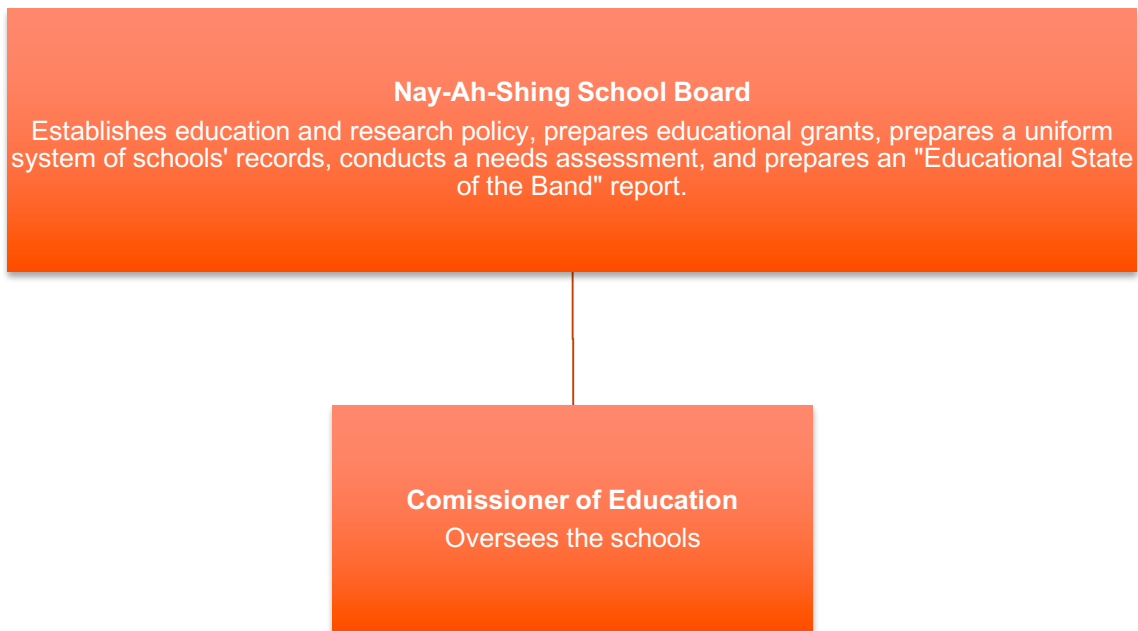 Nay-Ah-Shing School Board
Establishes education and research policy, prepares educational grants, prepares a uniform
system of schools' records, conducts a needs assessment, and prepares an "Educational State
of the Band" report.
Comissioner of Education
Oversees the schools